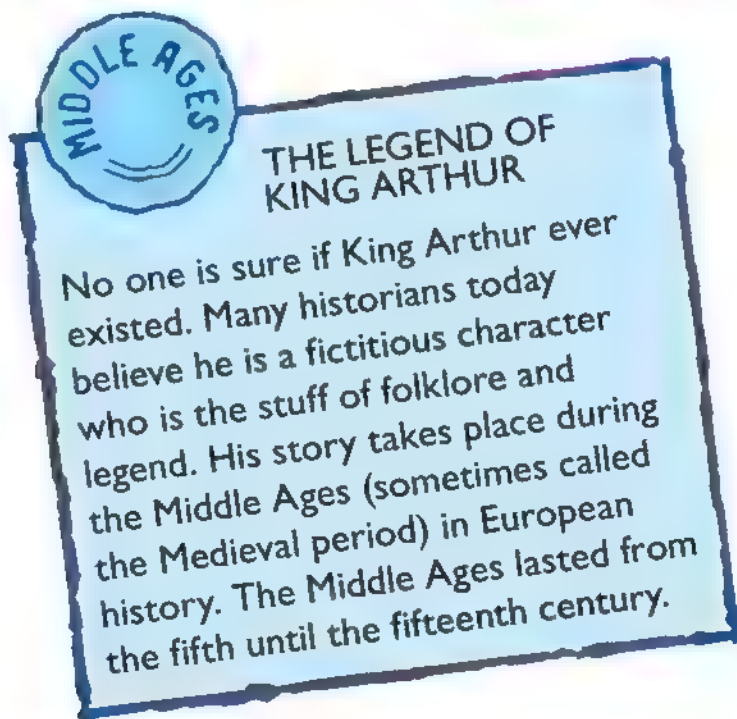 MIDDLE AGES
THE LEGEND OF
KING ARTHUR
No one is sure if King Arthur ever
existed. Many historians today
believe he is a fictitious character
who is the stuff of folklore and
legend. His story takes place during
the Middle Ages (sometimes called
the Medieval period) in European
history. The Middle Ages lasted from
the fifth until the fifteenth century.